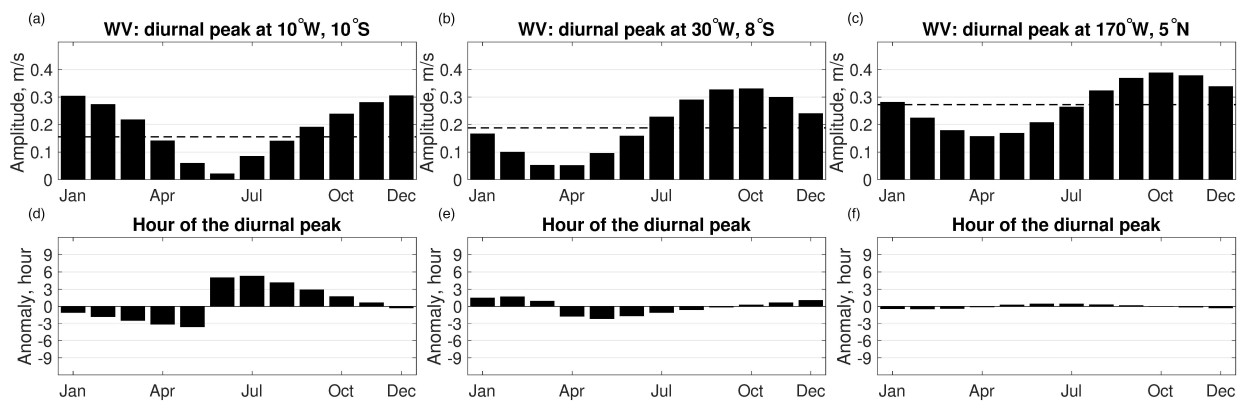 (a)
WV: diurnal peak at 10°W, 10°S
Amplitude, m/s
0.4
0.3
0.2
0.1
0
Jan Apr Jul Oct Dec
(b)
WV: diurnal peak at 30°W, 8°S
Amplitude, m/s
0.4
0.3
0.2
0.1
0
Jan Apr Jul Oct Dec
(c)
WV: diurnal peak at 170°W, 5°N
Amplitude, m/s
0.4
0.3
0.2
0.1
0
Jan Apr Jul Oct Dec
(d)
Hour of the diurnal peak
Anomaly, hour
9
6
3
0
-3
-6
-9
Jan Apr Jul Oct Dec
(e)
Hour of the diurnal peak
Anomaly, hour
9
6
3
0
-3
-6
-9
Jan Apr Jul Oct Dec
(f)
Hour of the diurnal peak
Anomaly, hour
9
6
3
0
-3
-6
-9
Jan Apr Jul Oct Dec